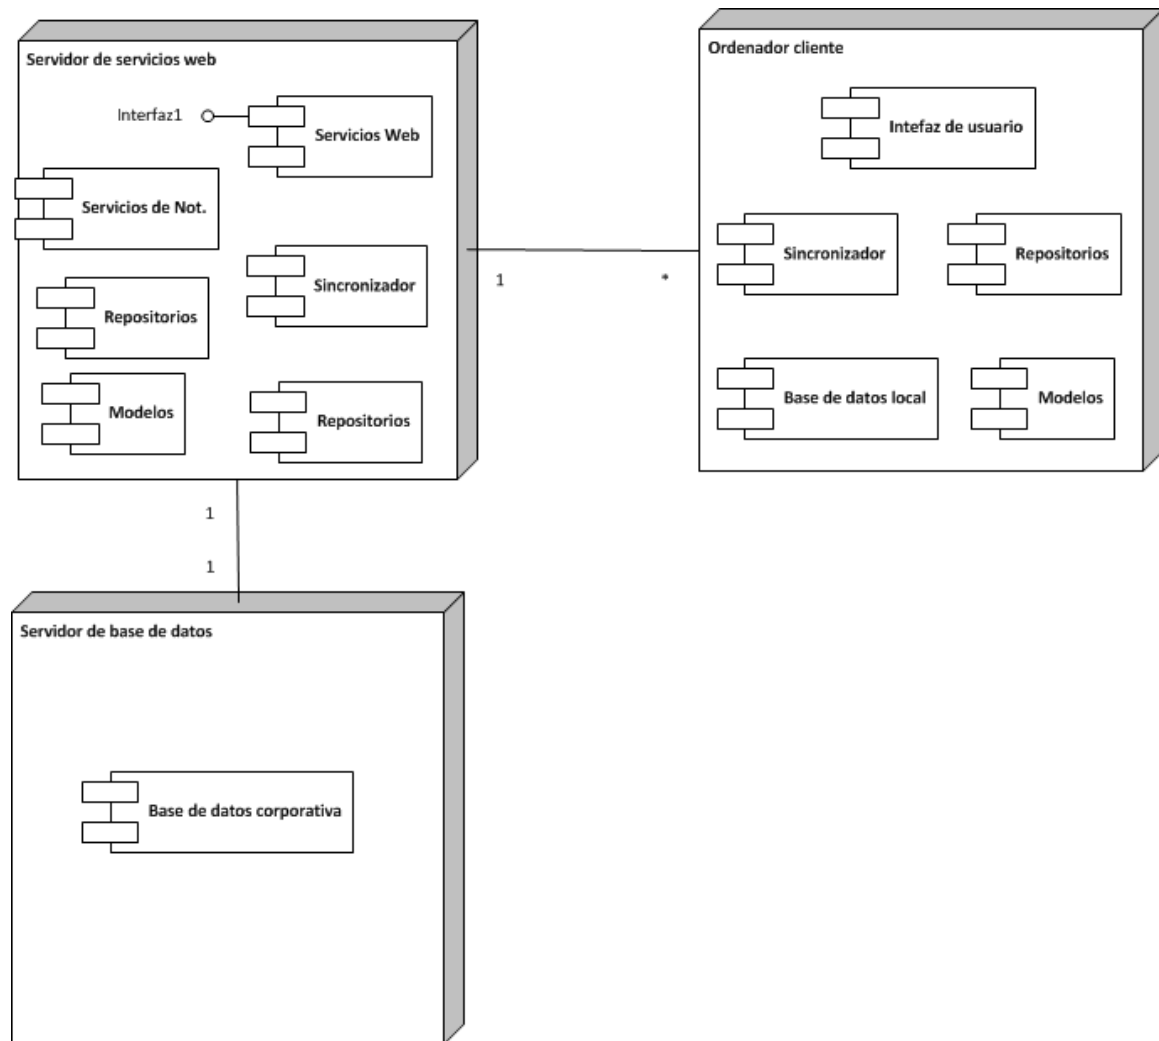 Servidor de servicios web
Interfaz1
Servicios Web
Servicios de Not.
Sincronizador
Repositorios
Modelos
Repositorios
1
*
Ordenador cliente
Intefaz de usuario
Sincronizador
Repositorios
Base de datos local
Modelos
1
1
Servidor de base de datos
Base de datos corporativa